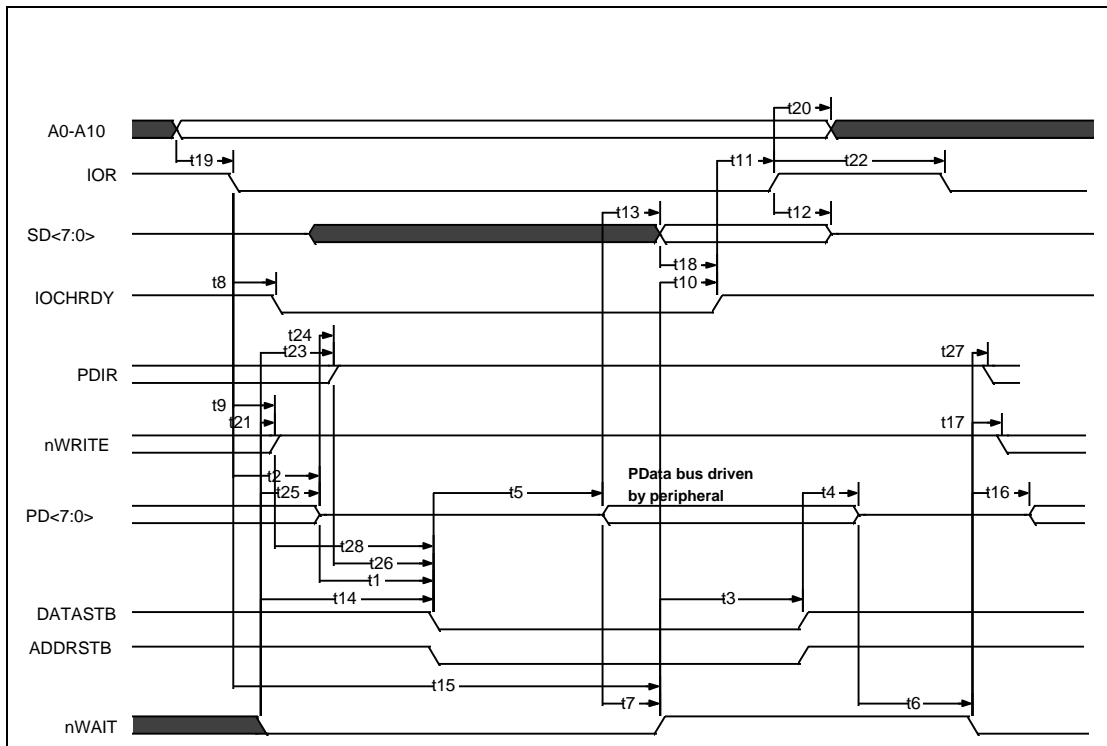 t20
A0-A10
t19
t11
t22
IOR
t13
t12
SD<7:0>
t18
t8
t10
IOCHRDY
t24
t23
t27
PDIR
t9
t21
t17
nWRITE
t2
PData bus driven
by peripheral
t25
t5
t4
t16
PD<7:0>
t28
t26
t1
t14
t3
DATASTB
ADDRSTB
t15
t7
t6
nWAIT